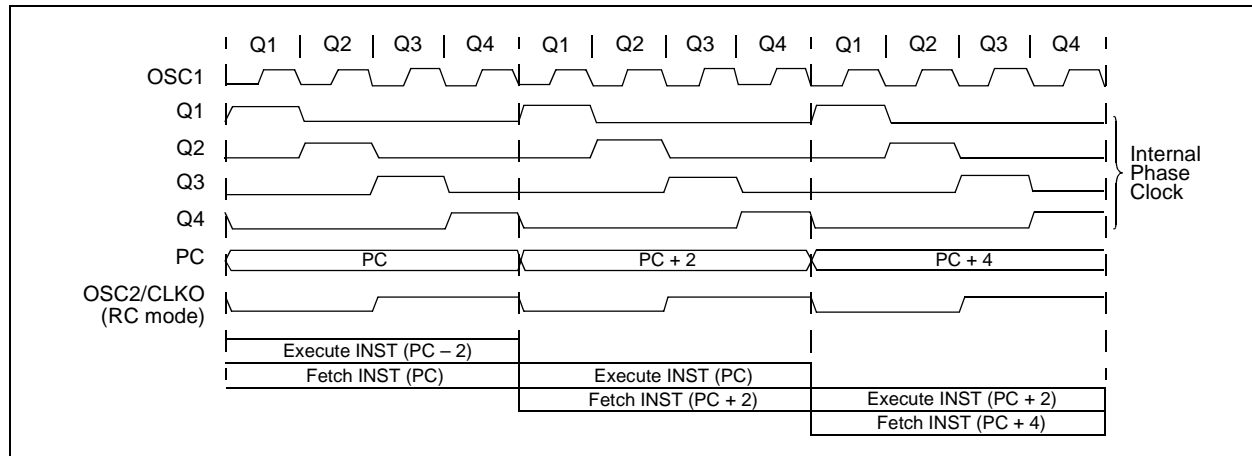 Q1 Q2 Q3 Q4 Q1 Q2 Q3 Q4 Q1 Q2 Q3 Q4
OSC1
Q1
Q2
Q3
Q4
Internal
Phase
Clock
PC PC PC + 2 PC + 4
OSC2/CLKO
(RC mode)
Execute INST (PC – 2)
Fetch INST (PC) Execute INST (PC)
Fetch INST (PC + 2) Execute INST (PC + 2)
Fetch INST (PC + 4)